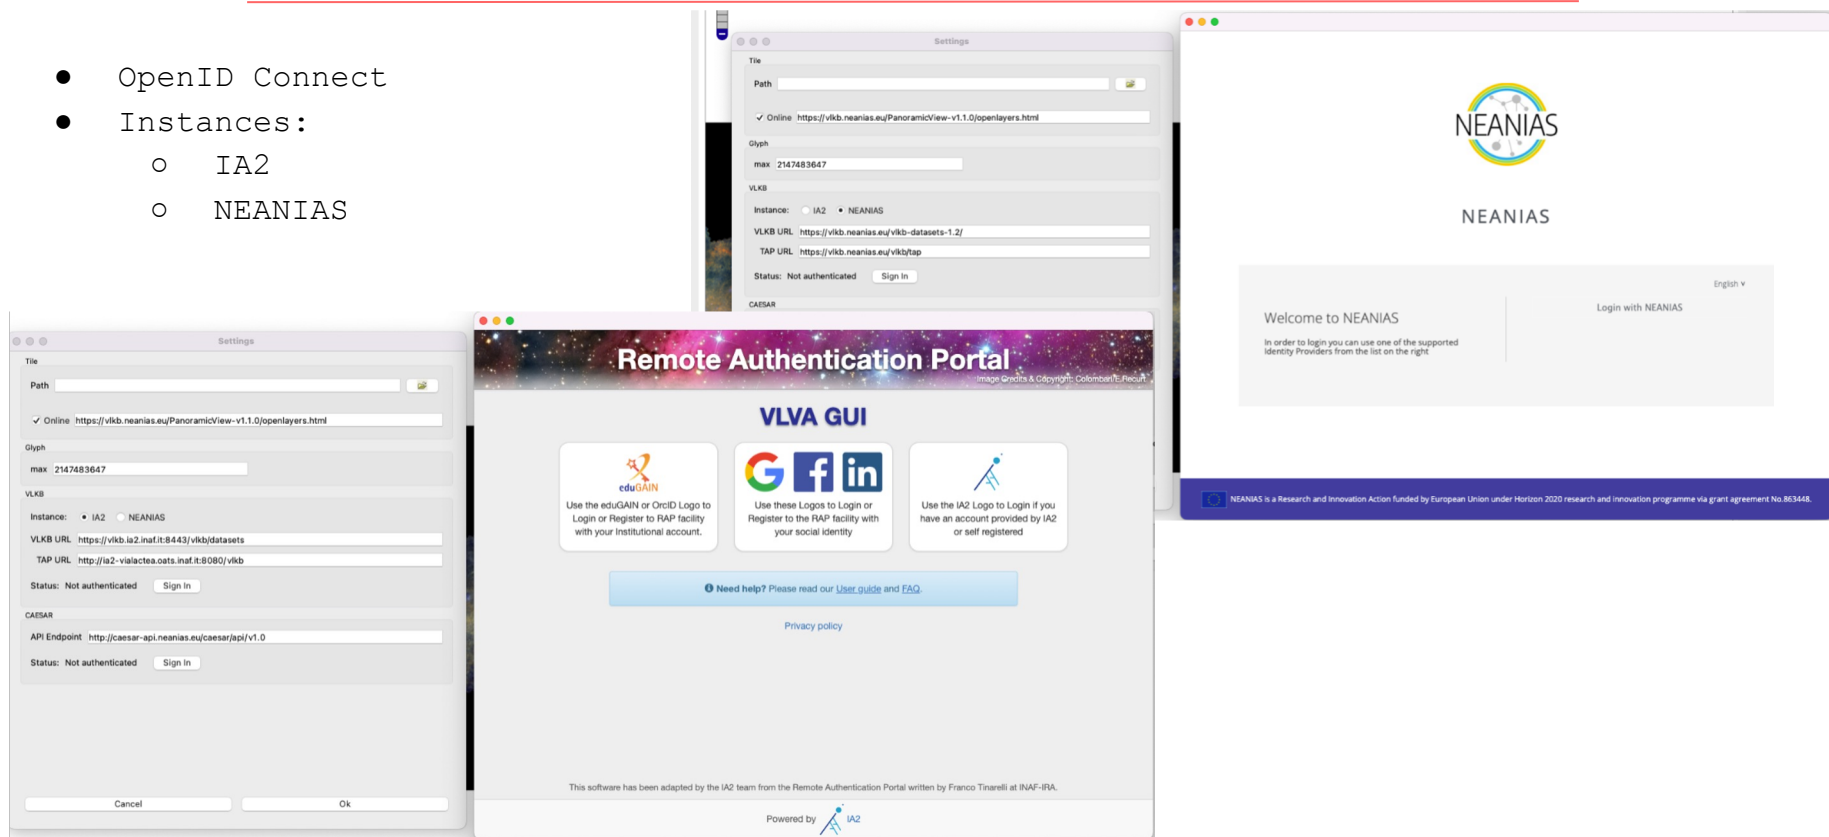 ● OpenID Connect
● Instances:
○ IA2
○ NEANIAS
Settings
Tile
Path
Online https://vlkb.neanias.eu/PanoramicView-v1.1.0/openlayers.html
Glyph
max 2147483647
VLKB
Instance: IA2 NEANIAS
VLKB URL https://vlkb.neanias.eu/vlkb-datasets-1.2/
TAP URL https://vlkb.neanias.eu/vlkb/tap
Status: Not authenticated Sign In
CAESAR
NEANIAS
NEANIAS
English
Welcome to NEANIAS
In order to login you can use one of the supported
Identity Providers from the list on the right
Login with NEANIAS
NEANIAS is a Research and Innovation Action funded by European Union under Horizon 2020 research and innovation programme via grant agreement No.863448.
Settings
Tile
Path
Online https://vlkb.neanias.eu/PanoramicView-v1.1.0/openlayers.html
Glyph
max 2147483647
VLKB
Instance: IA2 NEANIAS
VLKB URL https://vlkb.ia2.inaf.it:8443/vlkb/datasets
TAP URL http://ia2-vialactea.oats.inaf.it:8080/vlkb
Status: Not authenticated Sign In
CAESAR
API Endpoint http://caesar-api.neanias.eu/caesar/api/v1.0
Status: Not authenticated Sign In
Cancel Ok
Remote Authentication Portal
Image Credits & Copyright: Colombari/E.Recurt
VLVA GUI
eduGAIN
Use the eduGAIN or OrcID Logo to
Login or Register to RAP facility
with your Institutional account.
G f in
Use these Logos to Login or
Register to the RAP facility with
your social identity
Use the IA2 Logo to Login if you
have an account provided by IA2
or self registered
Need help? Please read our User guide and FAQ.
Privacy policy
This software has been adapted by the IA2 team from the Remote Authentication Portal written by Franco Tinarelli at INAF-IRA.
Powered by IA2